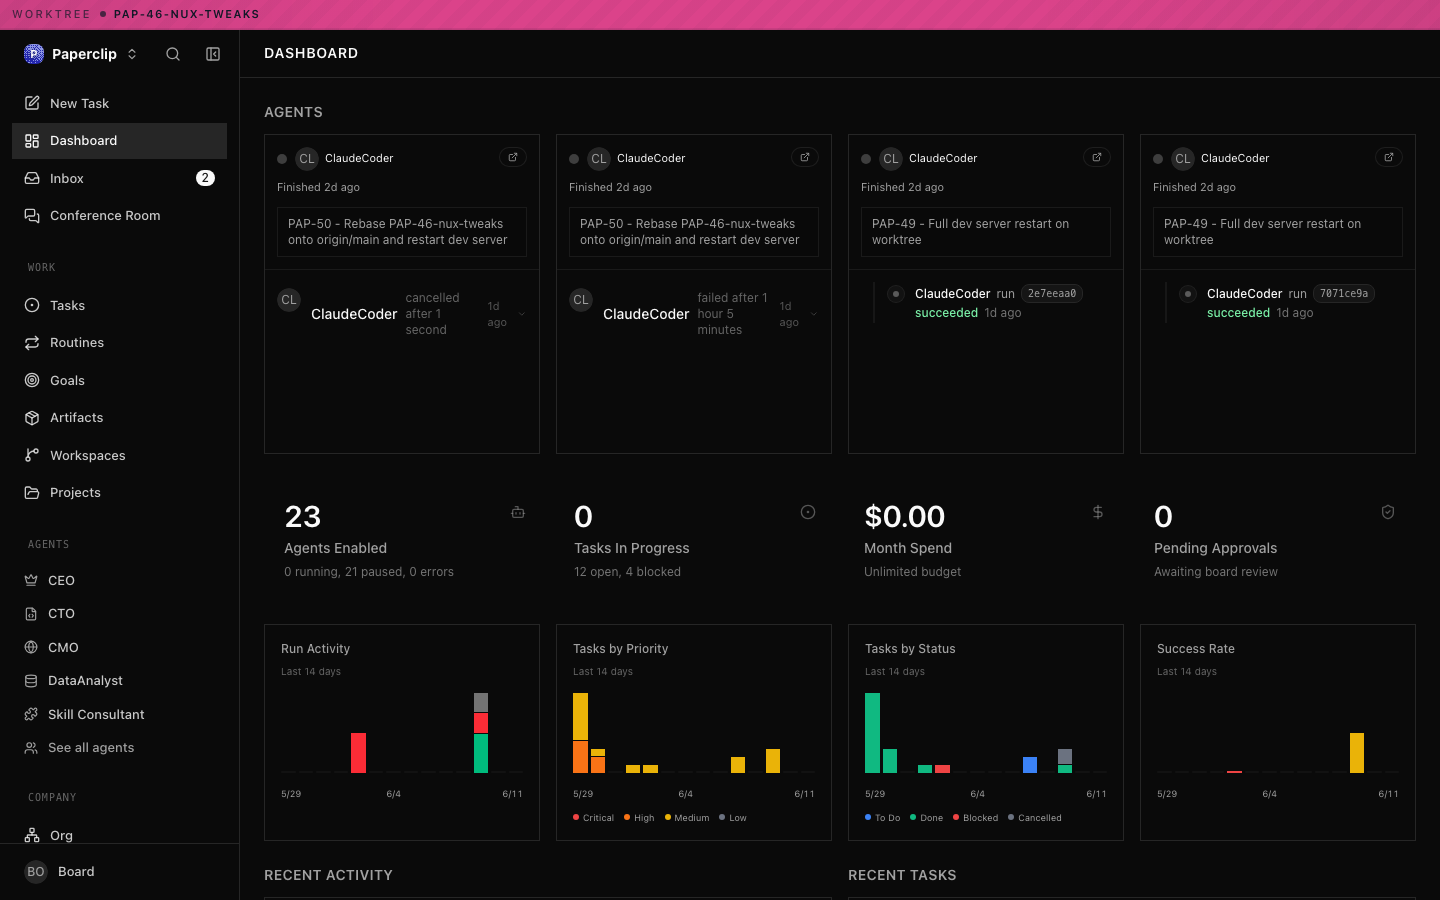 WORKTREE PAP-46-NUX-TWEAKS
P Paperclip
New Task
Dashboard
Inbox 2
Conference Room
WORK
Tasks
Routines
Goals
Artifacts
Workspaces
Projects
AGENTS
CEO
CTO
CMO
DataAnalyst
Skill Consultant
See all agents
COMPANY
Org
BO Board
DASHBOARD
AGENTS
CL ClaudeCoder
Finished 2d ago
PAP-50 - Rebase PAP-46-nux-tweaks
onto origin/main and restart dev server
CL ClaudeCoder cancelled after 1 second 1d ago
CL ClaudeCoder
Finished 2d ago
PAP-50 - Rebase PAP-46-nux-tweaks
onto origin/main and restart dev server
CL ClaudeCoder failed after 1 hour 5 minutes 1d ago
CL ClaudeCoder
Finished 2d ago
PAP-49 - Full dev server restart on
worktree
ClaudeCoder run 2e7eeaa0
succeeded 1d ago
CL ClaudeCoder
Finished 2d ago
PAP-49 - Full dev server restart on
worktree
ClaudeCoder run 7071ce9a
succeeded 1d ago
23
Agents Enabled
0 running, 21 paused, 0 errors
0
Tasks In Progress
12 open, 4 blocked
$0.00
Month Spend
Unlimited budget
0
Pending Approvals
Awaiting board review
Run Activity
Last 14 days
5/29 6/4 6/11
Tasks by Priority
Last 14 days
5/29 6/4 6/11
Critical High Medium Low
Tasks by Status
Last 14 days
5/29 6/4 6/11
To Do Done Blocked Cancelled
Success Rate
Last 14 days
5/29 6/4 6/11
RECENT ACTIVITY
RECENT TASKS